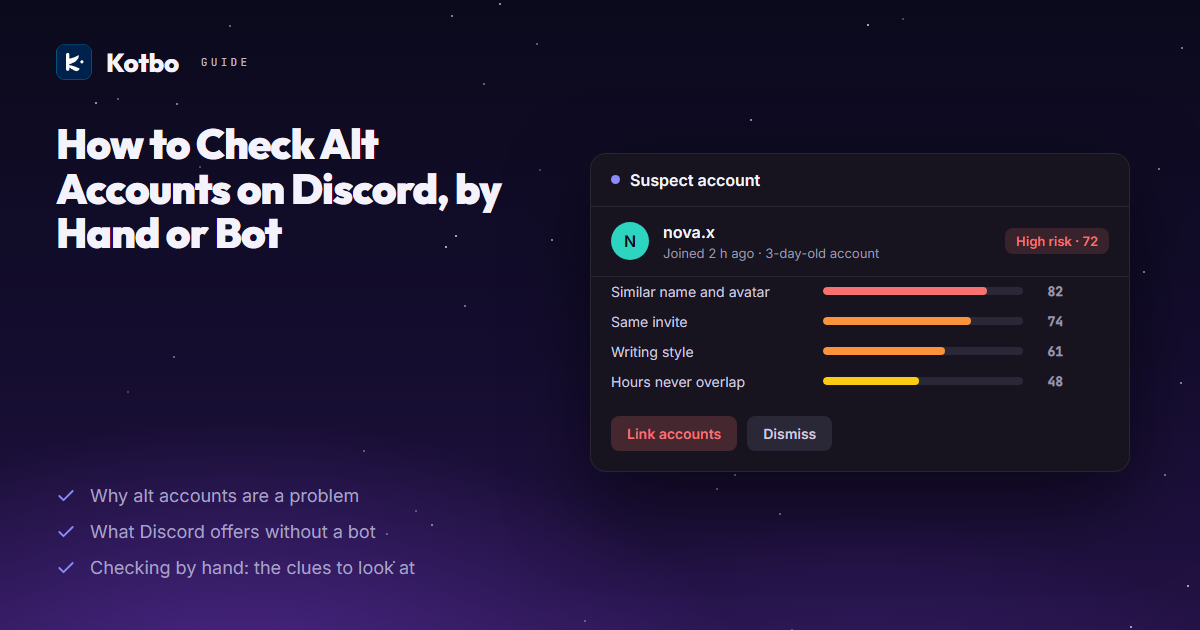 Kotbo GUIDE
How to Check Alt
Accounts on Discord, by
Hand or Bot
Why alt accounts are a problem
What Discord offers without a bot
Checking by hand: the clues to look at
Suspect account
N
nova.x
Joined 2 h ago · 3-day-old account
High risk · 72
Similar name and avatar 82
Same invite 74
Writing style 61
Hours never overlap 48
Link accounts Dismiss